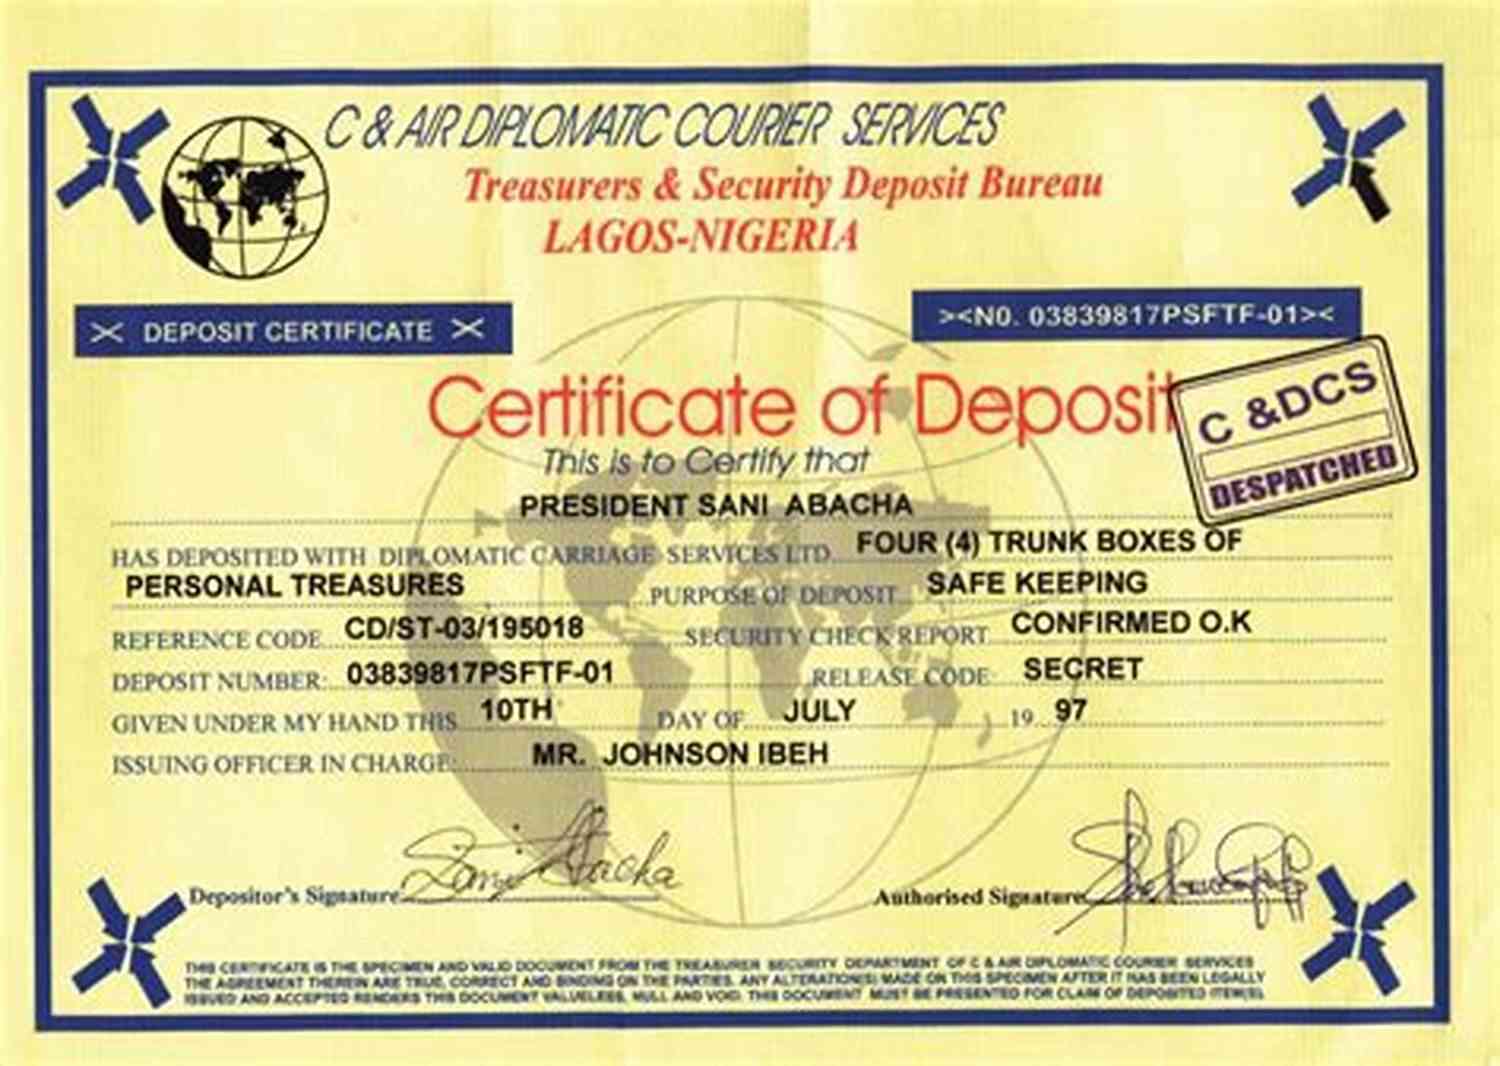 C & AIR DIPLOMATIC COURIER SERVICES
Treasurers & Security Deposit Bureau
LAGOS-NIGERIA
DEPOSIT CERTIFICATE
><N0. 03839817PSFTF-01><
Certificate of Deposit
C &DCS
DESPATCHED
This is to Certify that
PRESIDENT SANI ABACHA
HAS DEPOSITED WITH DIPLOMATIC CARRIAGE SERVICES LTD. FOUR (4) TRUNK BOXES OF
PERSONAL TREASURES PURPOSE OF DEPOSIT SAFE KEEPING
REFERENCE CODE CD/ST-03/195018 SECURITY CHECK REPORT CONFIRMED O.K
DEPOSIT NUMBER: 03839817PSFTF-01 RELEASE CODE: SECRET
GIVEN UNDER MY HAND THIS 10TH DAY OF JULY 19 97
ISSUING OFFICER IN CHARGE: MR. JOHNSON IBEH
Sani Abacha
Depositor's Signature
Authorised Signature
THIS CERTIFICATE IS THE SPECIMEN AND VALID DOCUMENT FROM THE TREASURER SECURITY DEPARTMENT OF C & AIR DIPLOMATIC COURIER SERVICES
THE AGREEMENT THEREIN ARE TRUE, CORRECT AND BINDING ON THE PARTIES. ANY ALTERATION(S) MADE ON THIS SPECIMEN AFTER IT HAS BEEN LEGALLY
ISSUED AND ACCEPTED RENDERS THIS DOCUMENT VALUELESS, NULL AND VOID. THIS DOCUMENT MUST BE PRESENTED FOR CLAIM OF DEPOSITED ITEM(S).